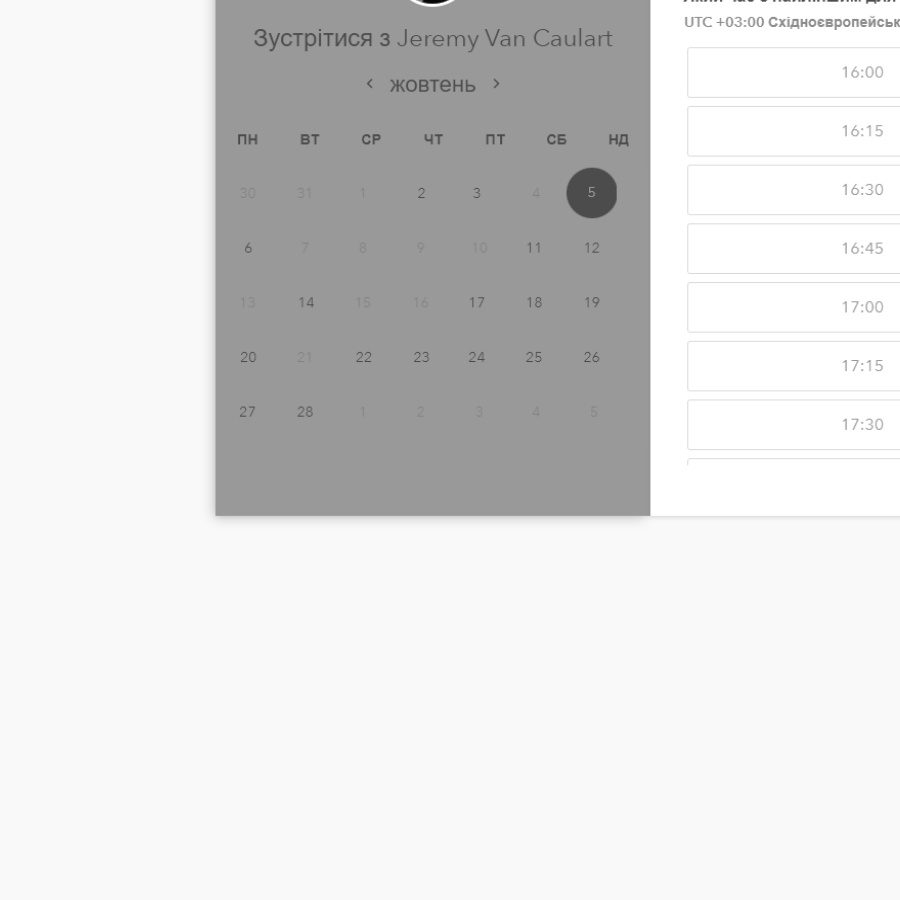 Зустрітися з Jeremy Van Caulart
< жовтень >
ПН ВТ СР ЧТ ПТ СБ НД
30 31 1 2 3 4 5
6 7 8 9 10 11 12
13 14 15 16 17 18 19
20 21 22 23 24 25 26
27 28 1 2 3 4 5
UTC +03:00
16:00
16:15
16:30
16:45
17:00
17:15
17:30